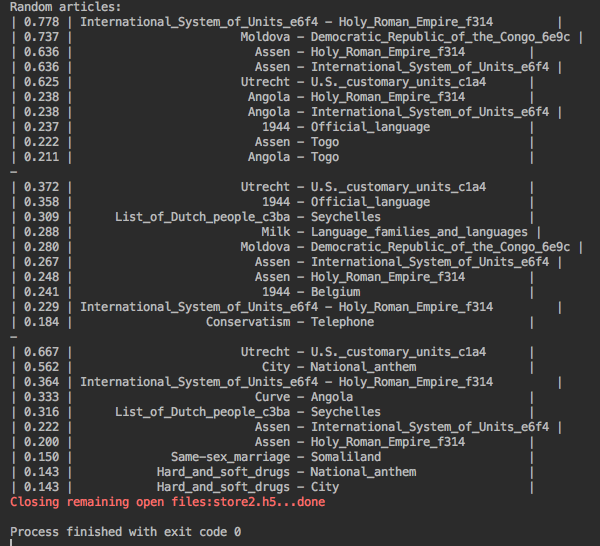 Random articles:
| 0.778 | International_System_of_Units_e6f4 - Holy_Roman_Empire_f314 |
| 0.737 | Moldova - Democratic_Republic_of_the_Congo_6e9c |
| 0.636 | Assen - Holy_Roman_Empire_f314 |
| 0.636 | Assen - International_System_of_Units_e6f4 |
| 0.625 | Utrecht - U.S._customary_units_c1a4 |
| 0.238 | Angola - Holy_Roman_Empire_f314 |
| 0.238 | Angola - International_System_of_Units_e6f4 |
| 0.237 | 1944 - Official_language |
| 0.222 | Assen - Togo |
| 0.211 | Angola - Togo |
—
| 0.372 | Utrecht - U.S._customary_units_c1a4 |
| 0.358 | 1944 - Official_language |
| 0.309 | List_of_Dutch_people_c3ba - Seychelles |
| 0.288 | Milk - Language_families_and_languages |
| 0.280 | Moldova - Democratic_Republic_of_the_Congo_6e9c |
| 0.267 | Assen - International_System_of_Units_e6f4 |
| 0.248 | Assen - Holy_Roman_Empire_f314 |
| 0.241 | 1944 - Belgium |
| 0.229 | International_System_of_Units_e6f4 - Holy_Roman_Empire_f314 |
| 0.184 | Conservatism - Telephone |
—
| 0.667 | Utrecht - U.S._customary_units_c1a4 |
| 0.562 | City - National_anthem |
| 0.364 | International_System_of_Units_e6f4 - Holy_Roman_Empire_f314 |
| 0.333 | Curve - Angola |
| 0.316 | List_of_Dutch_people_c3ba - Seychelles |
| 0.222 | Assen - International_System_of_Units_e6f4 |
| 0.200 | Assen - Holy_Roman_Empire_f314 |
| 0.150 | Same-sex_marriage - Somaliland |
| 0.143 | Hard_and_soft_drugs - National_anthem |
| 0.143 | Hard_and_soft_drugs - City |
Closing remaining open files:store2.h5...done
Process finished with exit code 0